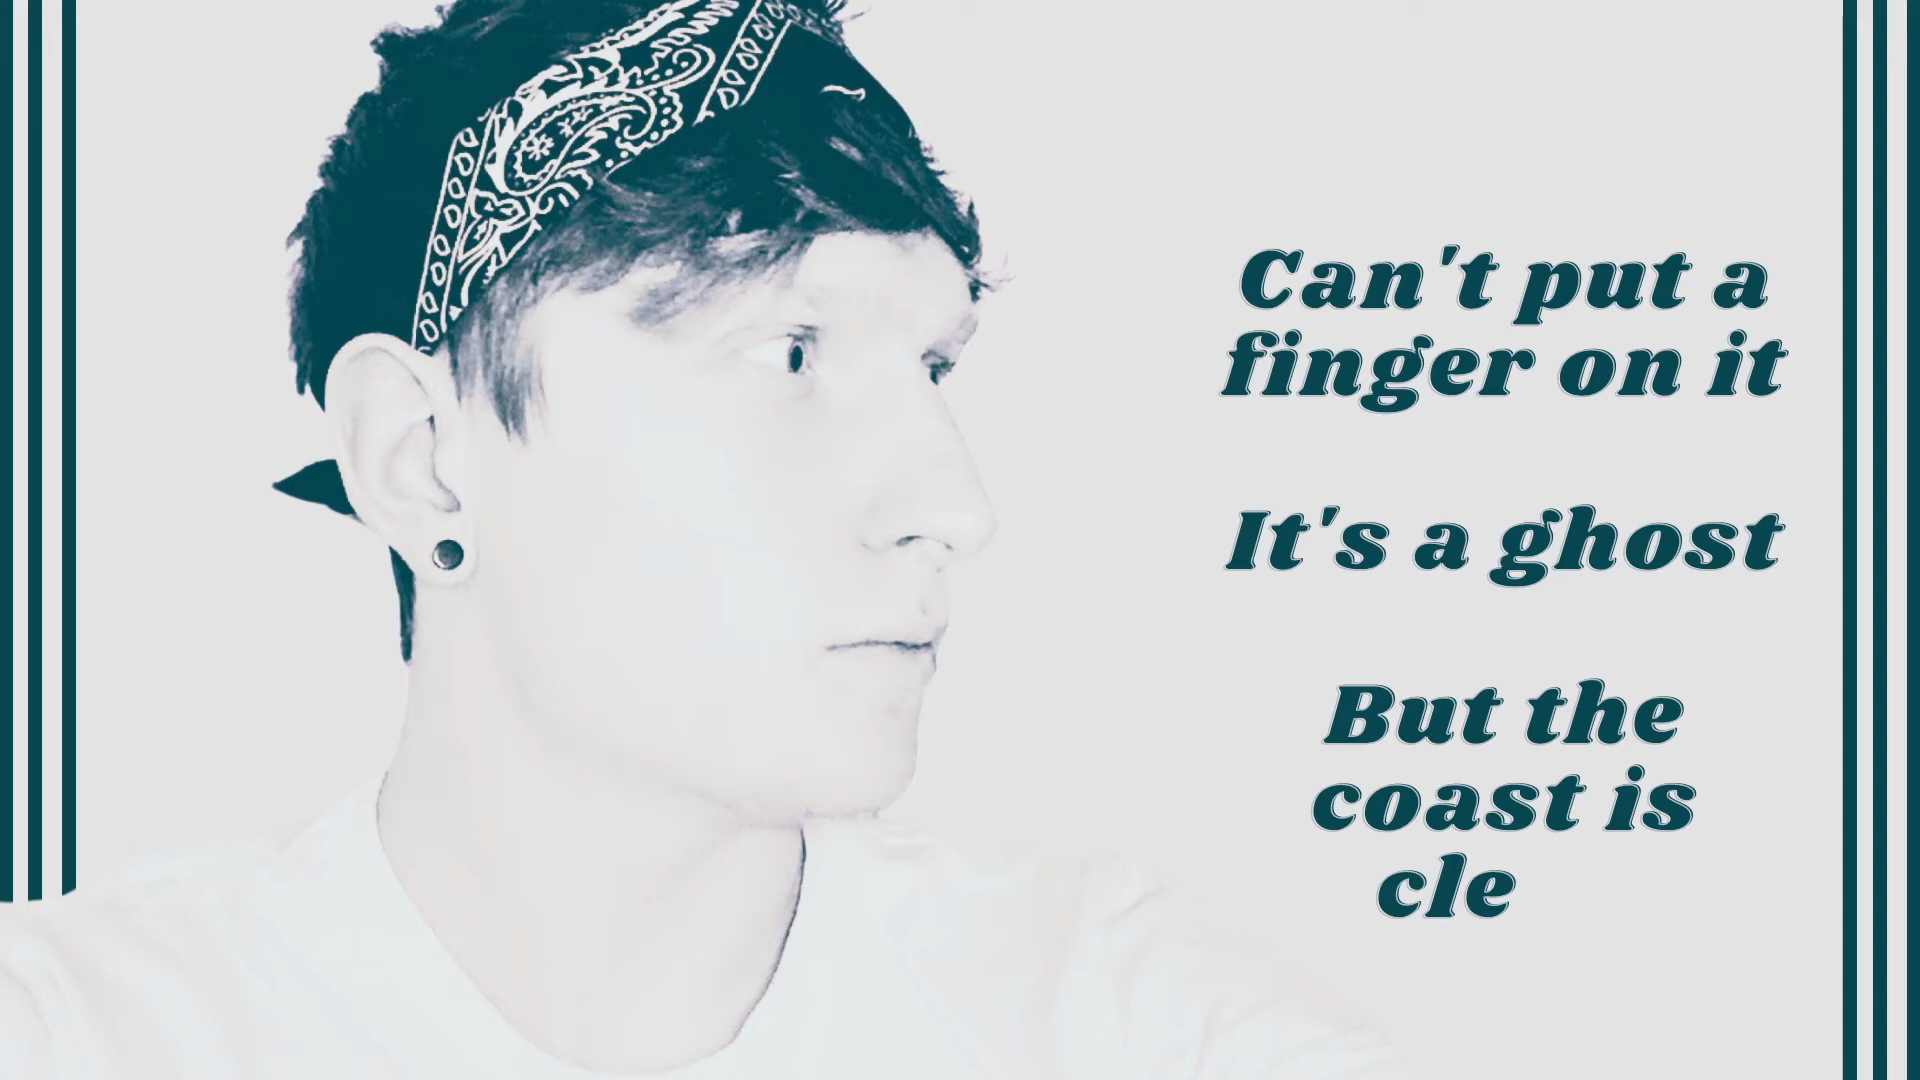 Can't put a
finger on it
It's a ghost
But the
coast is
cle